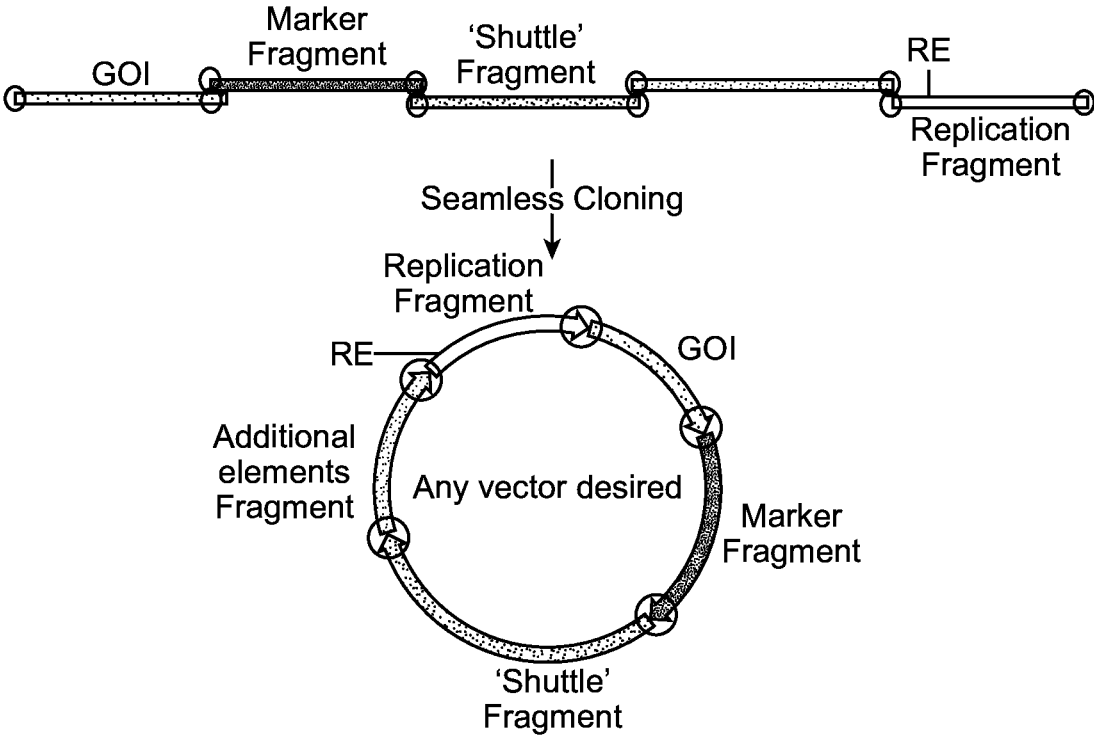 GOI
Marker
Fragment
‘Shuttle’
Fragment
RE
Replication
Fragment
Seamless Cloning
Replication
Fragment
RE
GOI
Additional
elements
Fragment
Any vector desired
Marker
Fragment
‘Shuttle’
Fragment